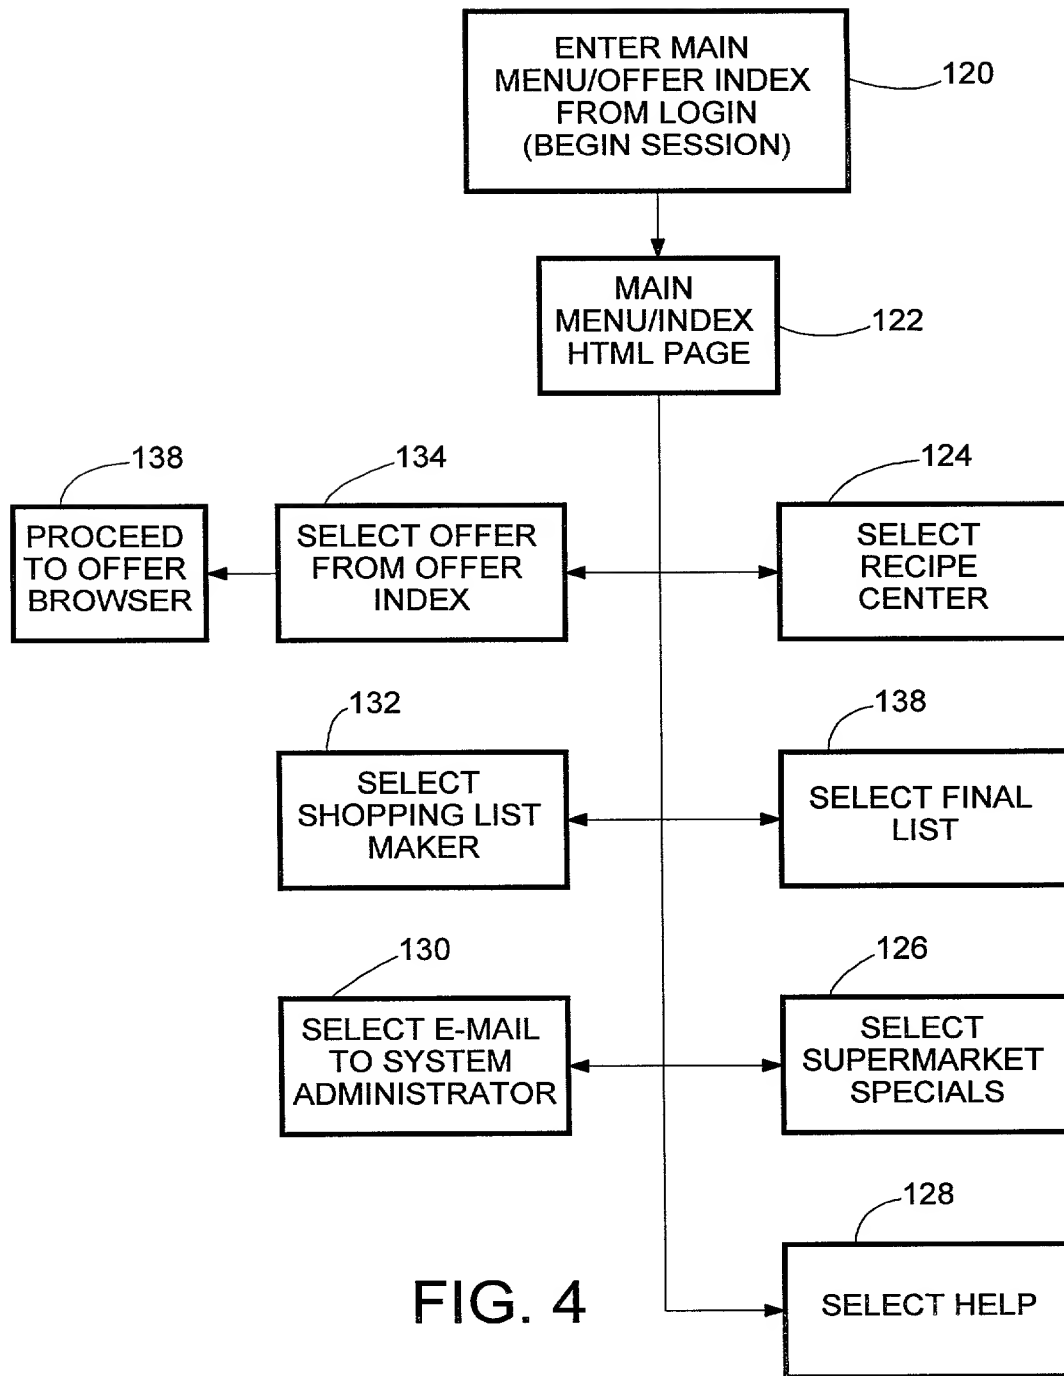 ENTER MAIN
MENU/OFFER INDEX
FROM LOGIN
(BEGIN SESSION)
120
MAIN
MENU/INDEX
HTML PAGE
122
138
PROCEED
TO OFFER
BROWSER
134
SELECT OFFER
FROM OFFER
INDEX
124
SELECT
RECIPE
CENTER
132
SELECT
SHOPPING LIST
MAKER
138
SELECT FINAL
LIST
130
SELECT E-MAIL
TO SYSTEM
ADMINISTRATOR
126
SELECT
SUPERMARKET
SPECIALS
128
SELECT HELP
FIG. 4